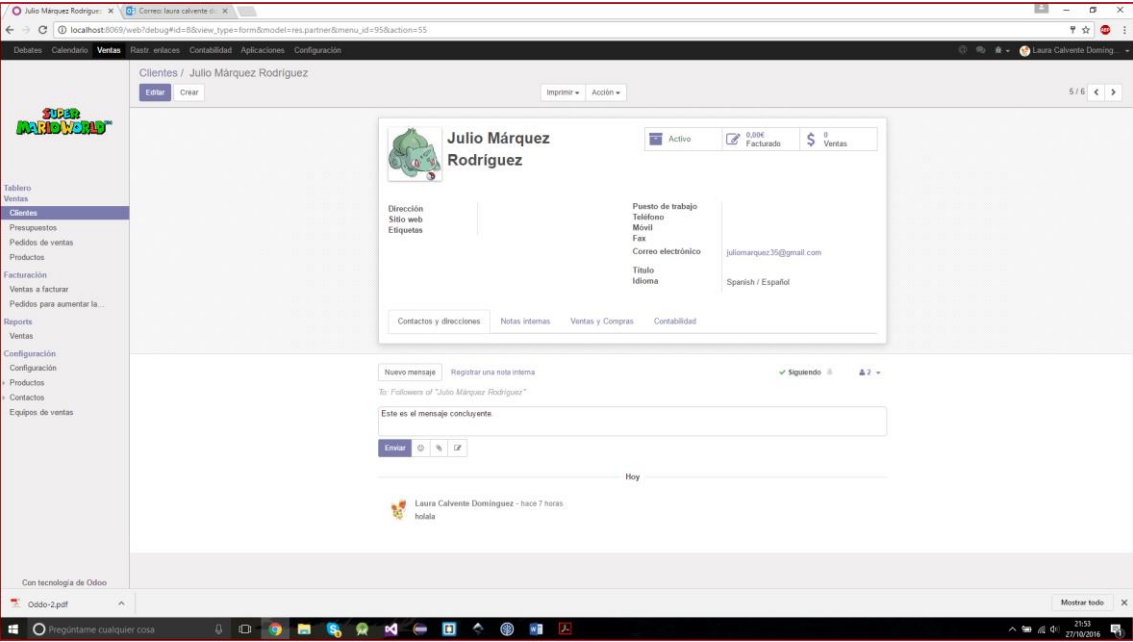 Julio Márquez Rodrígue: ×
Correo: laura calvente d ×
localhost:8069/web?debug#id=8&view_type=form&model=res.partner&menu_id=95&action=55
Debates Calendario Ventas Rastr. enlaces Contabilidad Aplicaciones Configuración
Laura Calvente Doming...
Clientes / Julio Márquez Rodríguez
Editar Crear
Imprimir Acción
5 / 6
SUPER
MARIO WORLD
Tablero
Ventas
Clientes
Presupuestos
Pedidos de ventas
Productos
Facturación
Ventas a facturar
Pedidos para aumentar la...
Reports
Ventas
Configuración
Configuración
Productos
Contactos
Equipos de ventas
Con tecnología de Odoo
Julio Márquez
Rodríguez
Activo
0,00€
Facturado
0
Ventas
Dirección
Sitio web
Etiquetas
Puesto de trabajo
Teléfono
Móvil
Fax
Correo electrónico juliomarquez35@gmail.com
Título
Idioma Spanish / Español
Contactos y direcciones Notas internas Ventas y Compras Contabilidad
Nuevo mensaje Registrar una nota interna
Siguiendo 2
To: Followers of "Julio Márquez Rodríguez"
Este es el mensaje concluyente.
Enviar
Hoy
Laura Calvente Domínguez - hace 7 horas
holala
Oddo-2.pdf
Mostrar todo
Pregúntame cualquier cosa
21:53
27/10/2016